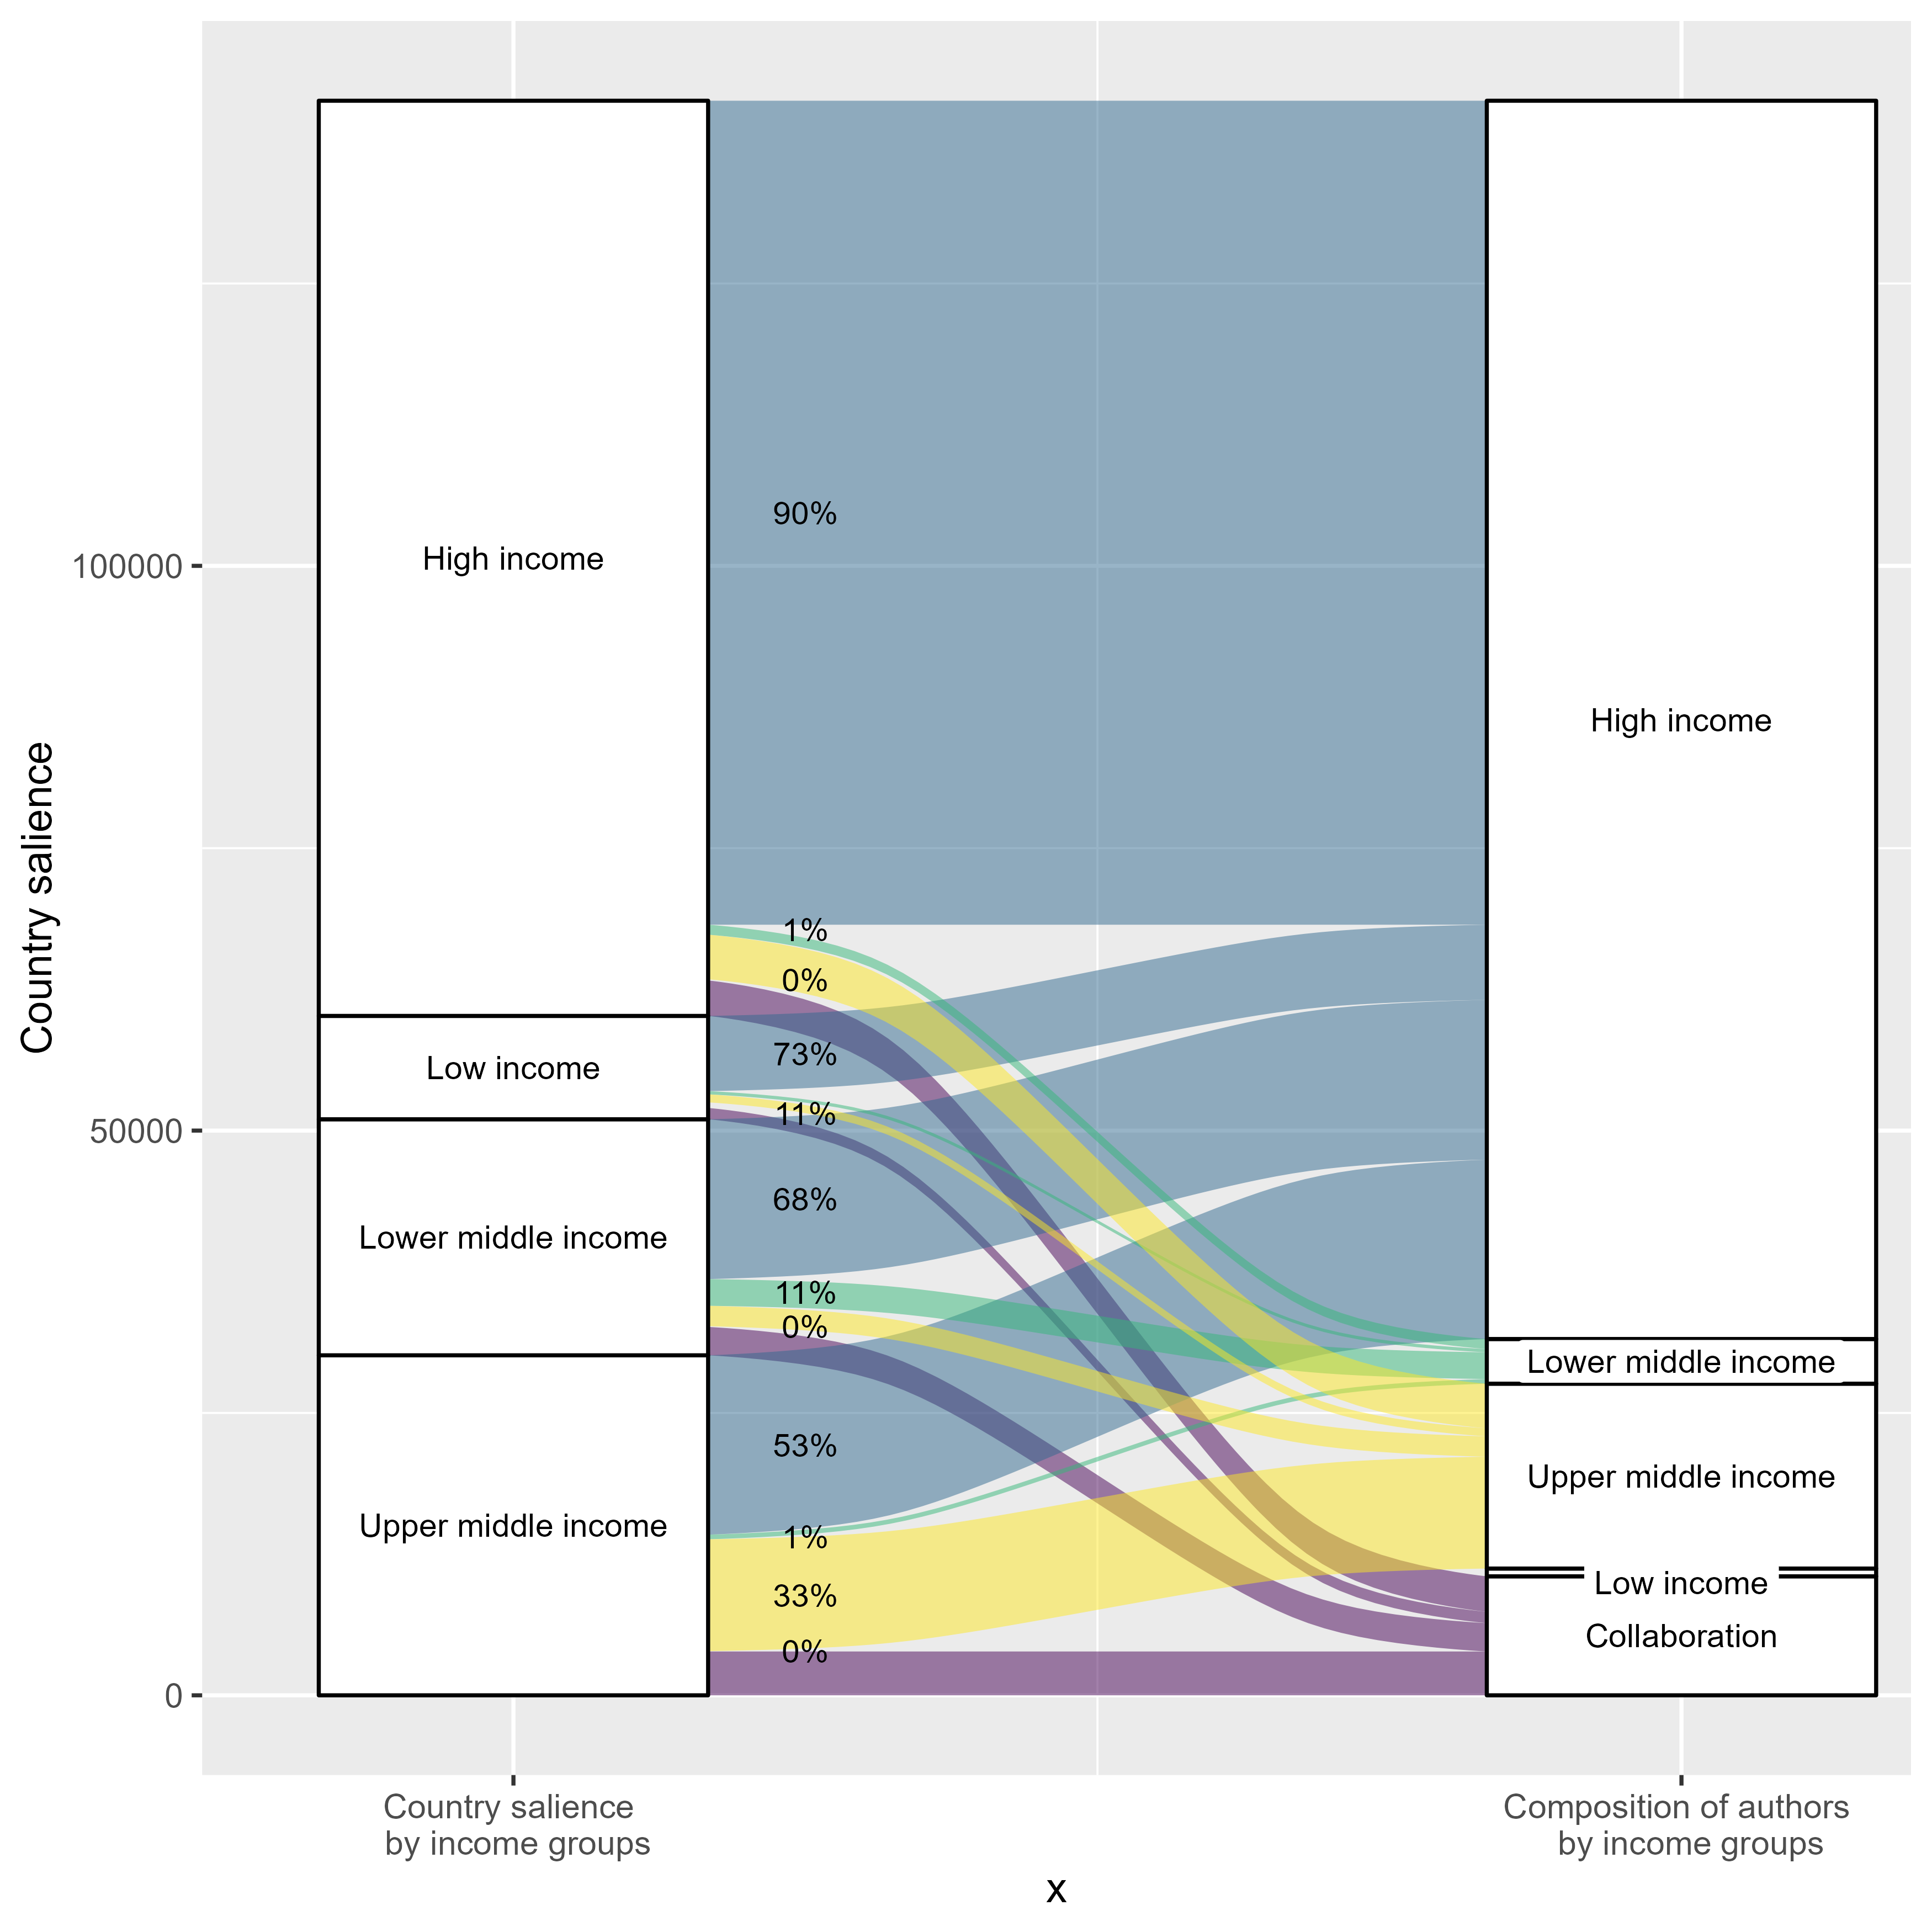 Country salience
100000
50000
0
High income
Low income
Lower middle income
Upper middle income
90%
1%
0%
73%
11%
68%
11%
0%
53%
1%
33%
0%
High income
Lower middle income
Upper middle income
Low income
Collaboration
Country salience
by income groups
Composition of authors
by income groups
x